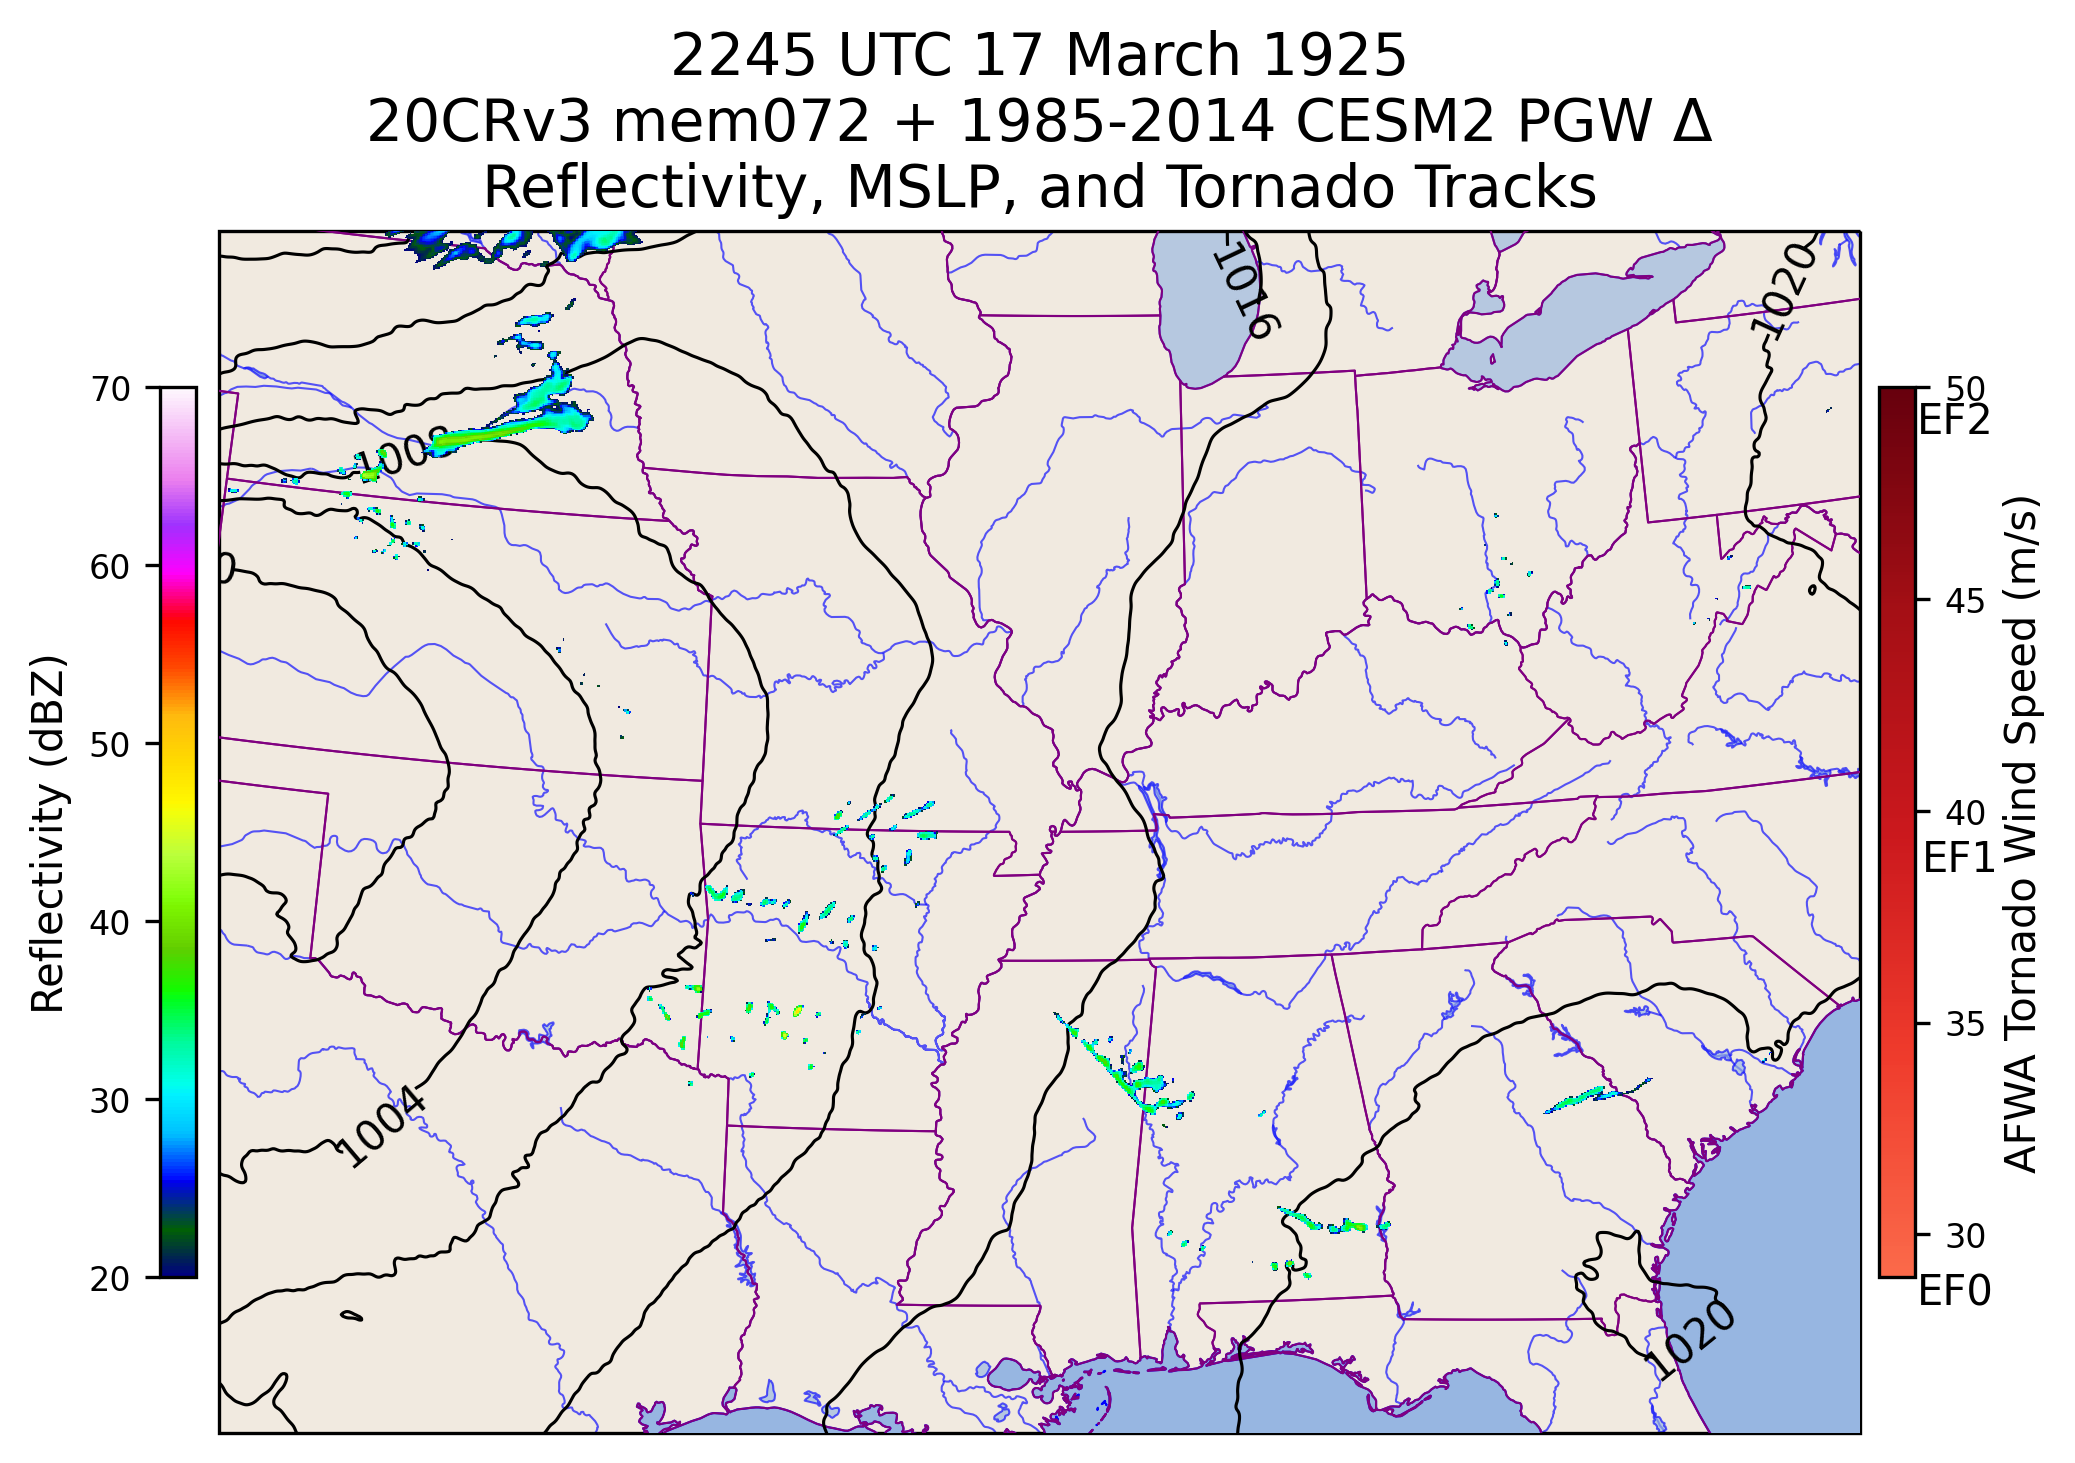 2245 UTC 17 March 1925
20CRv3 mem072 + 1985-2014 CESM2 PGW Δ
Reflectivity, MSLP, and Tornado Tracks
Reflectivity (dBZ)
70
60
50
40
30
20
1016
1020
1008
0
1004
1020
50
EF2
45
40
EF1
35
30
EF0
AFWA Tornado Wind Speed (m/s)